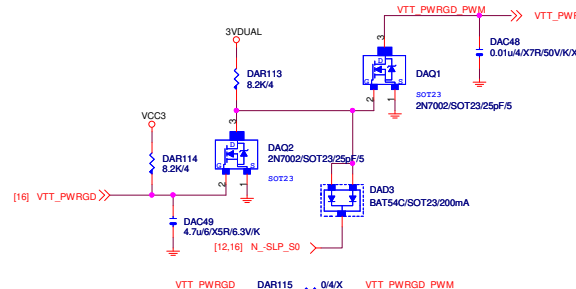 VTT_PWRGD_PWM
VTT_PWR
3VDUAL
3
DAC48
0.01u/4/X7R/50V/K/X
DAR113
8.2K/4
D
G
S
DAQ1
SOT23
2N7002/SOT23/25pF/5
2
1
VCC3
3
DAQ2
2N7002/SOT23/25pF/5
SOT23
D
G
S
DAR114
8.2K/4
2
1
[16] VTT_PWRGD
DAD3
BAT54C/SOT23/200mA
DAC49
4.7u/6/X5R/6.3V/K
[12,16] N_-SLP_S0
VTT_PWRGD DAR115 0/4/X VTT_PWRGD_PWM